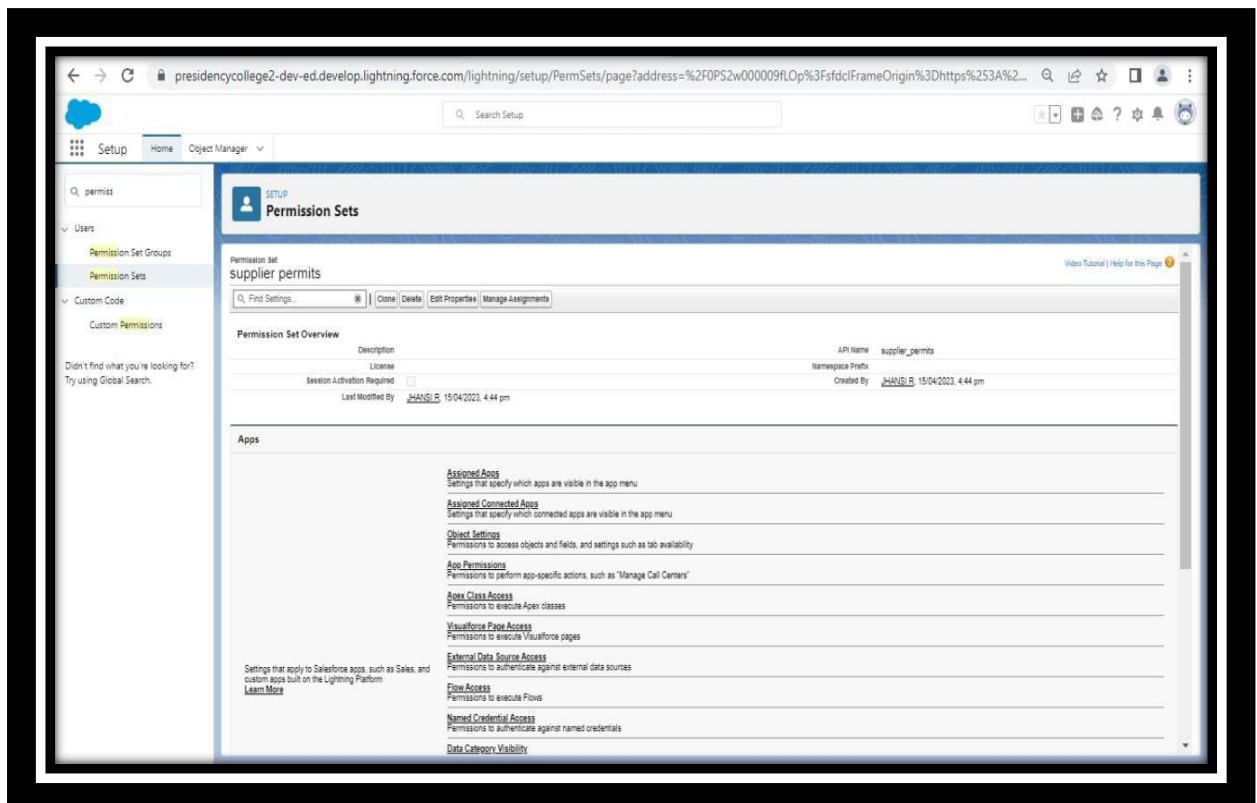 presidencycollege2-dev-ed.develop.lightning.force.com/lightning/setup/PermSets/page?address=%2F0PS2w000009fLOp%3FsfdcIFrameOrigin%3Dhttps%253A%2...
Search Setup
Setup Home Object Manager
permiss
Users
Permission Set Groups
Permission Sets
Custom Code
Custom Permissions
Didn't find what you're looking for?
Try using Global Search.
SETUP
Permission Sets
Permission Set
supplier permits
Video Tutorial | Help for this Page
Find Settings... | Clone Delete Edit Properties Manage Assignments
Permission Set Overview
Description API Name supplier_permits
License Namespace Prefix
Session Activation Required Created By JHANSI R, 15/04/2023, 4:44 pm
Last Modified By JHANSI R, 15/04/2023, 4:44 pm
Apps
Settings that apply to Salesforce apps, such as Sales, and
custom apps built on the Lightning Platform
Learn More
Assigned Apps
Settings that specify which apps are visible in the app menu
Assigned Connected Apps
Settings that specify which connected apps are visible in the app menu
Object Settings
Permissions to access objects and fields, and settings such as tab availability
App Permissions
Permissions to perform app-specific actions, such as "Manage Call Centers"
Apex Class Access
Permissions to execute Apex classes
Visualforce Page Access
Permissions to execute Visualforce pages
External Data Source Access
Permissions to authenticate against external data sources
Flow Access
Permissions to execute Flows
Named Credential Access
Permissions to authenticate against named credentials
Data Category Visibility